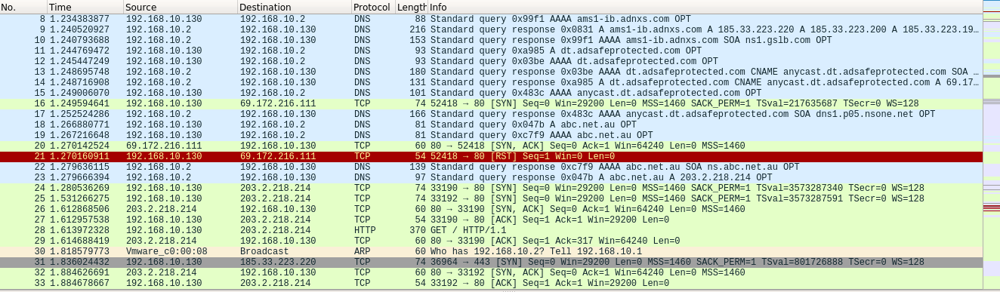 No. Time Source Destination Protocol Length Info
8 1.234383877 192.168.10.130 192.168.10.2 DNS 88 Standard query 0x99f1 AAAA ams1-ib.adnxs.com OPT
9 1.240520927 192.168.10.2 192.168.10.130 DNS 216 Standard query response 0x0831 A ams1-ib.adnxs.com A 185.33.223.220 A 185.33.223.200 A 185.33.223.19…
10 1.240793688 192.168.10.2 192.168.10.130 DNS 153 Standard query response 0x99f1 AAAA ams1-ib.adnxs.com SOA ns1.gslb.com OPT
11 1.244769472 192.168.10.130 192.168.10.2 DNS 93 Standard query 0xa985 A dt.adsafeprotected.com OPT
12 1.245447249 192.168.10.130 192.168.10.2 DNS 93 Standard query 0x03be AAAA dt.adsafeprotected.com OPT
13 1.248695748 192.168.10.2 192.168.10.130 DNS 180 Standard query response 0x03be AAAA dt.adsafeprotected.com CNAME anycast.dt.adsafeprotected.com SOA …
14 1.248716908 192.168.10.2 192.168.10.130 DNS 131 Standard query response 0xa985 A dt.adsafeprotected.com CNAME anycast.dt.adsafeprotected.com A 69.17…
15 1.249006070 192.168.10.130 192.168.10.2 DNS 101 Standard query 0x483c AAAA anycast.dt.adsafeprotected.com OPT
16 1.249594641 192.168.10.130 69.172.216.111 TCP 74 52418 → 80 [SYN] Seq=0 Win=29200 Len=0 MSS=1460 SACK_PERM=1 TSval=217635687 TSecr=0 WS=128
17 1.252524286 192.168.10.2 192.168.10.130 DNS 166 Standard query response 0x483c AAAA anycast.dt.adsafeprotected.com SOA dns1.p05.nsone.net OPT
18 1.266880771 192.168.10.130 192.168.10.2 DNS 81 Standard query 0x047b A abc.net.au OPT
19 1.267216648 192.168.10.130 192.168.10.2 DNS 81 Standard query 0xc7f9 AAAA abc.net.au OPT
20 1.270142524 69.172.216.111 192.168.10.130 TCP 60 80 → 52418 [SYN, ACK] Seq=0 Ack=1 Win=64240 Len=0 MSS=1460
21 1.270160911 192.168.10.130 69.172.216.111 TCP 54 52418 → 80 [RST] Seq=1 Win=0 Len=0
22 1.279636115 192.168.10.2 192.168.10.130 DNS 139 Standard query response 0xc7f9 AAAA abc.net.au SOA ns.abc.net.au OPT
23 1.279666394 192.168.10.2 192.168.10.130 DNS 97 Standard query response 0x047b A abc.net.au A 203.2.218.214 OPT
24 1.280536269 192.168.10.130 203.2.218.214 TCP 74 33190 → 80 [SYN] Seq=0 Win=29200 Len=0 MSS=1460 SACK_PERM=1 TSval=3573287340 TSecr=0 WS=128
25 1.531266275 192.168.10.130 203.2.218.214 TCP 74 33192 → 80 [SYN] Seq=0 Win=29200 Len=0 MSS=1460 SACK_PERM=1 TSval=3573287591 TSecr=0 WS=128
26 1.612868506 203.2.218.214 192.168.10.130 TCP 60 80 → 33190 [SYN, ACK] Seq=0 Ack=1 Win=64240 Len=0 MSS=1460
27 1.612957538 192.168.10.130 203.2.218.214 TCP 54 33190 → 80 [ACK] Seq=1 Ack=1 Win=29200 Len=0
28 1.613972328 192.168.10.130 203.2.218.214 HTTP 370 GET / HTTP/1.1
29 1.614688419 203.2.218.214 192.168.10.130 TCP 60 80 → 33190 [ACK] Seq=1 Ack=317 Win=64240 Len=0
30 1.818579773 Vmware_c0:00:08 Broadcast ARP 60 Who has 192.168.10.2? Tell 192.168.10.1
31 1.836024432 192.168.10.130 185.33.223.220 TCP 74 36964 → 443 [SYN] Seq=0 Win=29200 Len=0 MSS=1460 SACK_PERM=1 TSval=801726888 TSecr=0 WS=128
32 1.884626691 203.2.218.214 192.168.10.130 TCP 60 80 → 33192 [SYN, ACK] Seq=0 Ack=1 Win=64240 Len=0 MSS=1460
33 1.884678667 192.168.10.130 203.2.218.214 TCP 54 33192 → 80 [ACK] Seq=1 Ack=1 Win=29200 Len=0